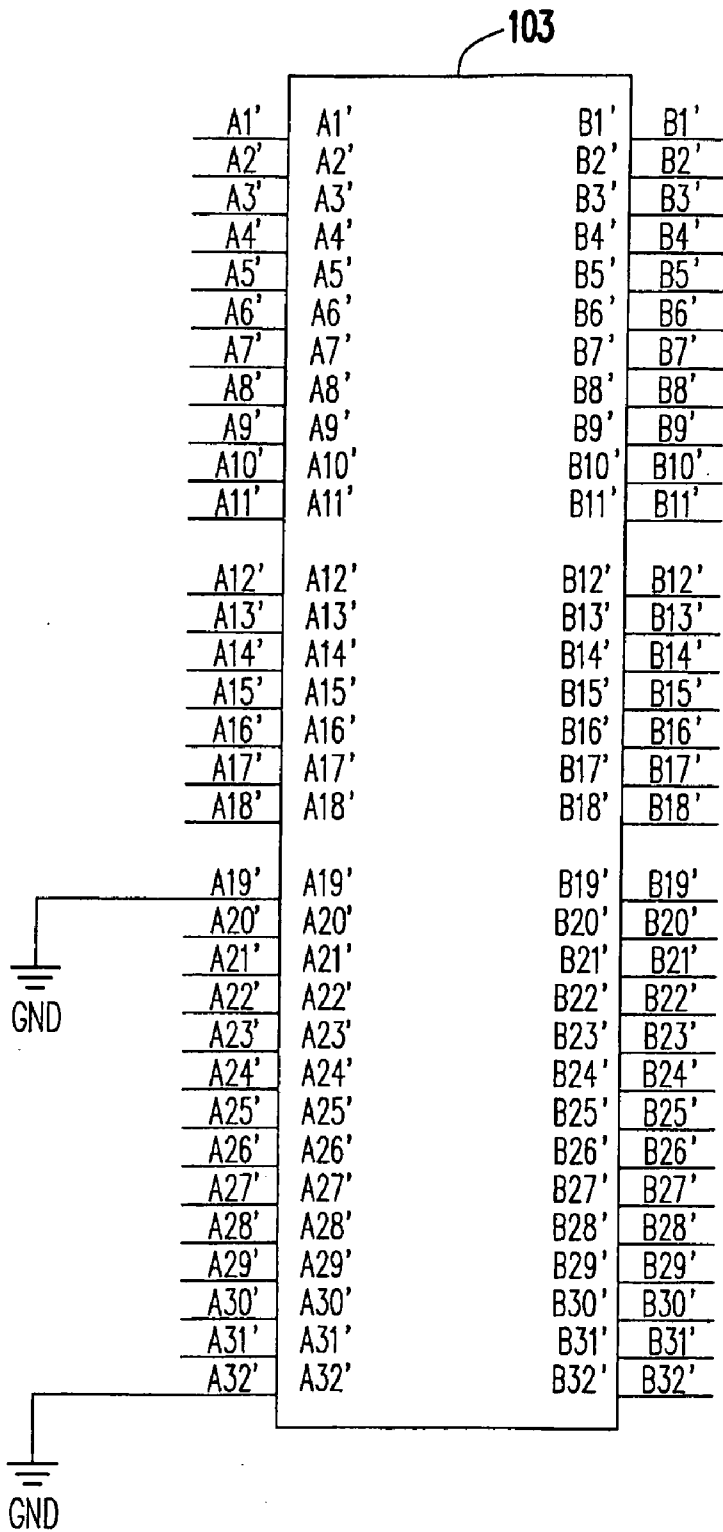 103
A1' A1' B1' B1'
A2' A2' B2' B2'
A3' A3' B3' B3'
A4' A4' B4' B4'
A5' A5' B5' B5'
A6' A6' B6' B6'
A7' A7' B7' B7'
A8' A8' B8' B8'
A9' A9' B9' B9'
A10' A10' B10' B10'
A11' A11' B11' B11'
A12' A12' B12' B12'
A13' A13' B13' B13'
A14' A14' B14' B14'
A15' A15' B15' B15'
A16' A16' B16' B16'
A17' A17' B17' B17'
A18' A18' B18' B18'
A19' A19' B19' B19'
A20' A20' B20' B20'
A21' A21' B21' B21'
A22' A22' B22' B22'
GND
A23' A23' B23' B23'
A24' A24' B24' B24'
A25' A25' B25' B25'
A26' A26' B26' B26'
A27' A27' B27' B27'
A28' A28' B28' B28'
A29' A29' B29' B29'
A30' A30' B30' B30'
A31' A31' B31' B31'
A32' A32' B32' B32'
GND